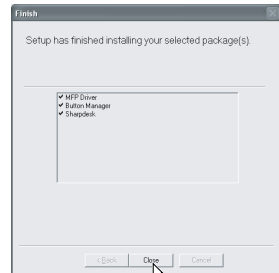 Finish
Setup has finished installing your selected package(s).
MFP Driver
Button Manager
Sharpdesk
< Back
Close
Cancel